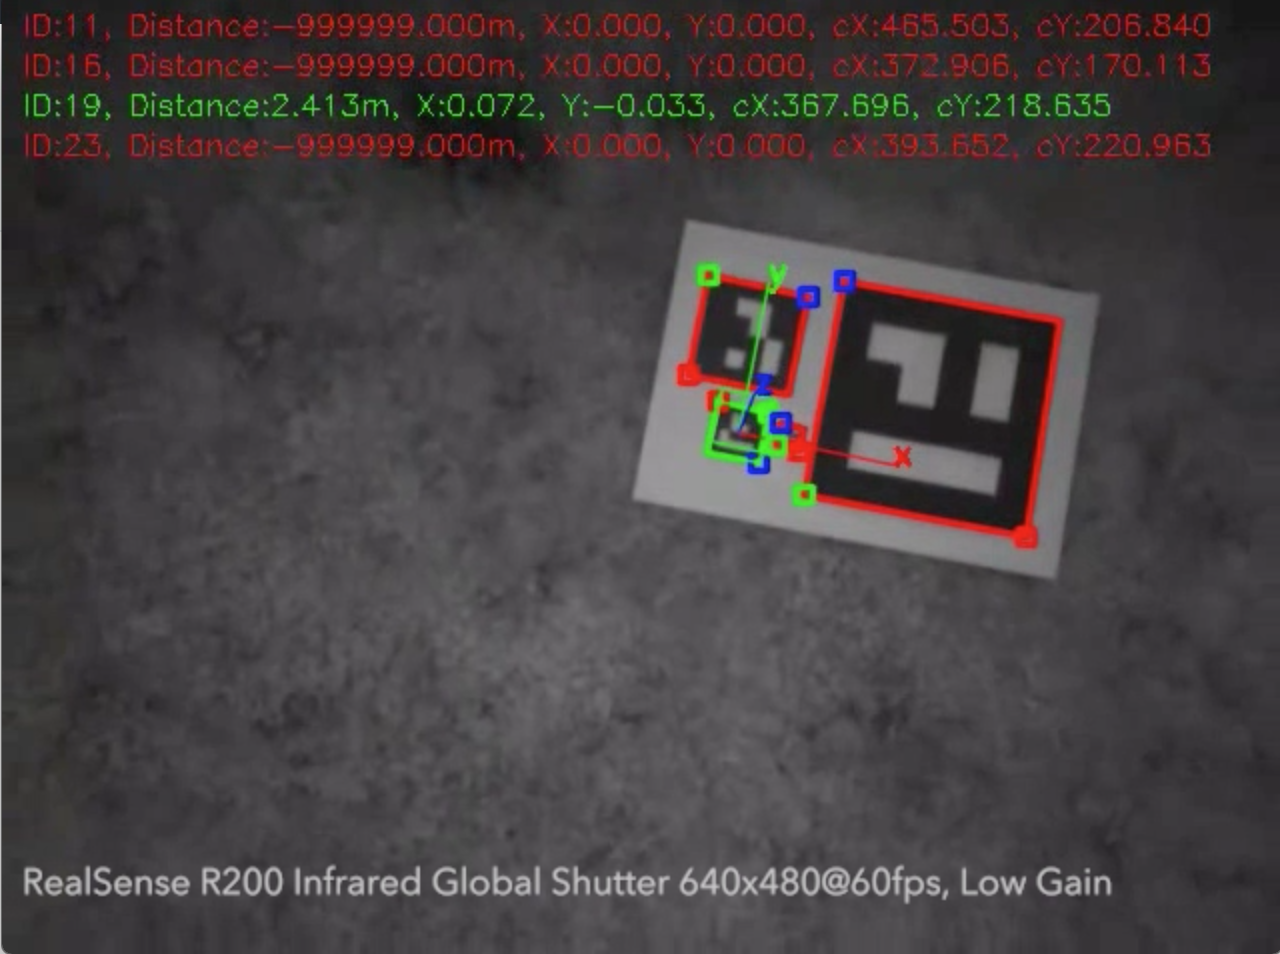 ID:11, Distance:−999999.000m, X:0.000, Y:0.000, cX:465.503, cY:206.840
ID:16, Distance:−999999.000m, X:0.000, Y:0.000, cX:372.906, cY:170.113
ID:19, Distance:2.413m, X:0.072, Y:−0.033, cX:367.696, cY:218.635
ID:23, Distance:−999999.000m, X:0.000, Y:0.000, cX:393.652, cY:220.963
y
z
x
RealSense R200 Infrared Global Shutter 640x480@60fps, Low Gain